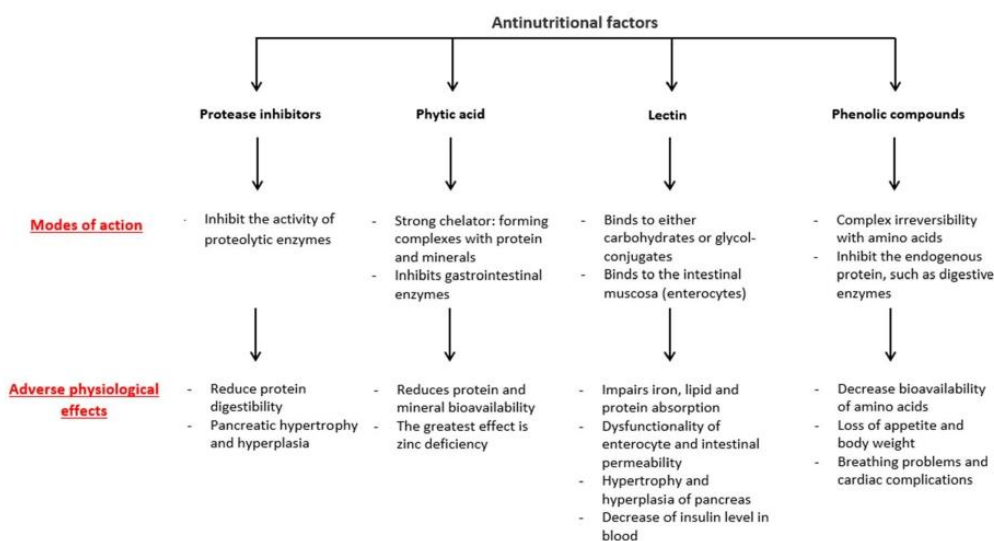 Antinutritional factors
Protease inhibitors
Phytic acid
Lectin
Phenolic compounds
Modes of action
- Inhibit the activity of
proteolytic enzymes
- Strong chelator: forming
complexes with protein
and minerals
- Inhibits gastrointestinal
enzymes
- Binds to either
carbohydrates or glycol-
conjugates
- Binds to the intestinal
muscosa (enterocytes)
- Complex irreversibility
with amino acids
- Inhibit the endogenous
protein, such as digestive
enzymes
Adverse physiological
effects
- Reduce protein
digestibility
- Pancreatic hypertrophy
and hyperplasia
- Reduces protein and
mineral bioavailability
- The greatest effect is
zinc deficiency
- Impairs iron, lipid and
protein absorption
- Dysfunctionality of
enterocyte and intestinal
permeability
- Hypertrophy and
hyperplasia of pancreas
- Decrease of insulin level in
blood
- Decrease bioavailability
of amino acids
- Loss of appetite and
body weight
- Breathing problems and
cardiac complications